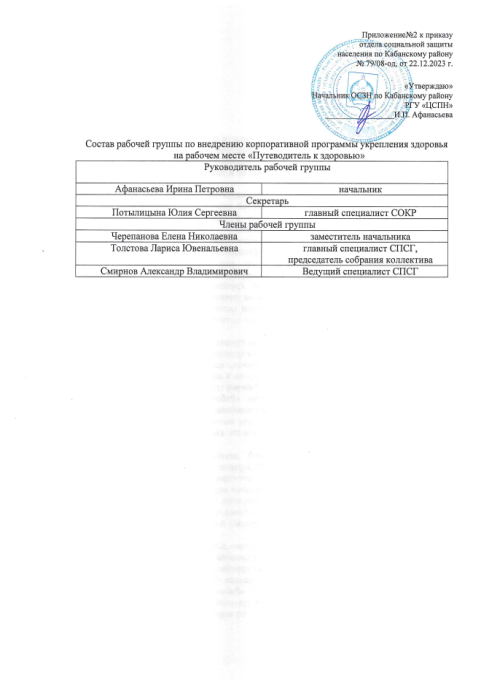 Приложение№2 к приказу
отдела социальной защиты
населения по Кабанскому району
№ 79/08-од, от 22.12.2023 г.
«Утверждаю»
Начальник ОСЗН по Кабанскому району
РГУ «ЦСПН»
И.П. Афанасьева
Состав рабочей группы по внедрению корпоративной программы укрепления здоровья
на рабочем месте «Путеводитель к здоровью»
Руководитель рабочей группы
Афанасьева Ирина Петровна начальник
Секретарь
Потылицына Юлия Сергеевна главный специалист СОКР
Члены рабочей группы
Черепанова Елена Николаевна заместитель начальника
Толстова Лариса Ювенальевна главный специалист СПСГ,
председатель собрания коллектива
Смирнов Александр Владимирович Ведущий специалист СПСГ